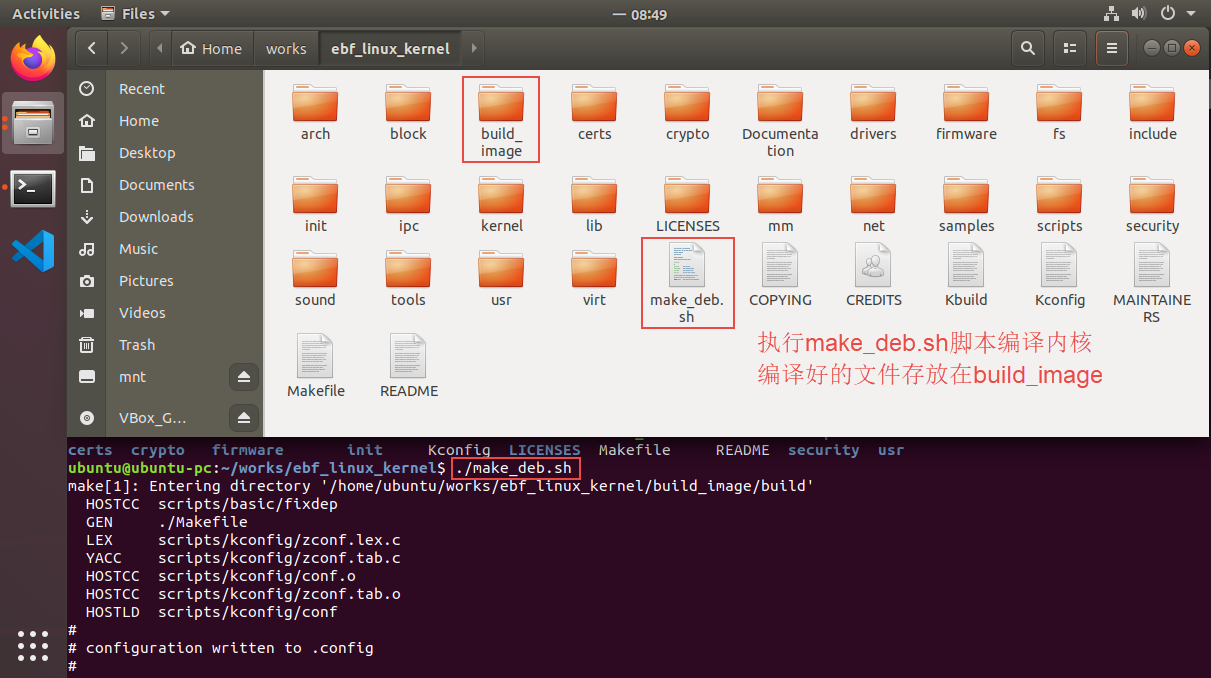 Activities Files — 08:49
Home works ebf_linux_kernel
Recent
Home
Desktop
Documents
Downloads
Music
Pictures
Videos
Trash
mnt
VBox_G…
arch block build_ certs crypto Documenta drivers firmware fs include
image tion
init ipc kernel lib LICENSES mm net samples scripts security
sound tools usr virt make_deb. COPYING CREDITS Kbuild Kconfig MAINTAINE
sh RS
Makefile README
执行make_deb.sh脚本编译内核
编译好的文件存放在build_image
certs crypto firmware init Kconfig LICENSES Makefile README security usr
ubuntu@ubuntu-pc:~/works/ebf_linux_kernel$ ./make_deb.sh
make[1]: Entering directory '/home/ubuntu/works/ebf_linux_kernel/build_image/build'
HOSTCC scripts/basic/fixdep
GEN ./Makefile
LEX scripts/kconfig/zconf.lex.c
YACC scripts/kconfig/zconf.tab.c
HOSTCC scripts/kconfig/conf.o
HOSTCC scripts/kconfig/zconf.tab.o
HOSTLD scripts/kconfig/conf
#
# configuration written to .config
#